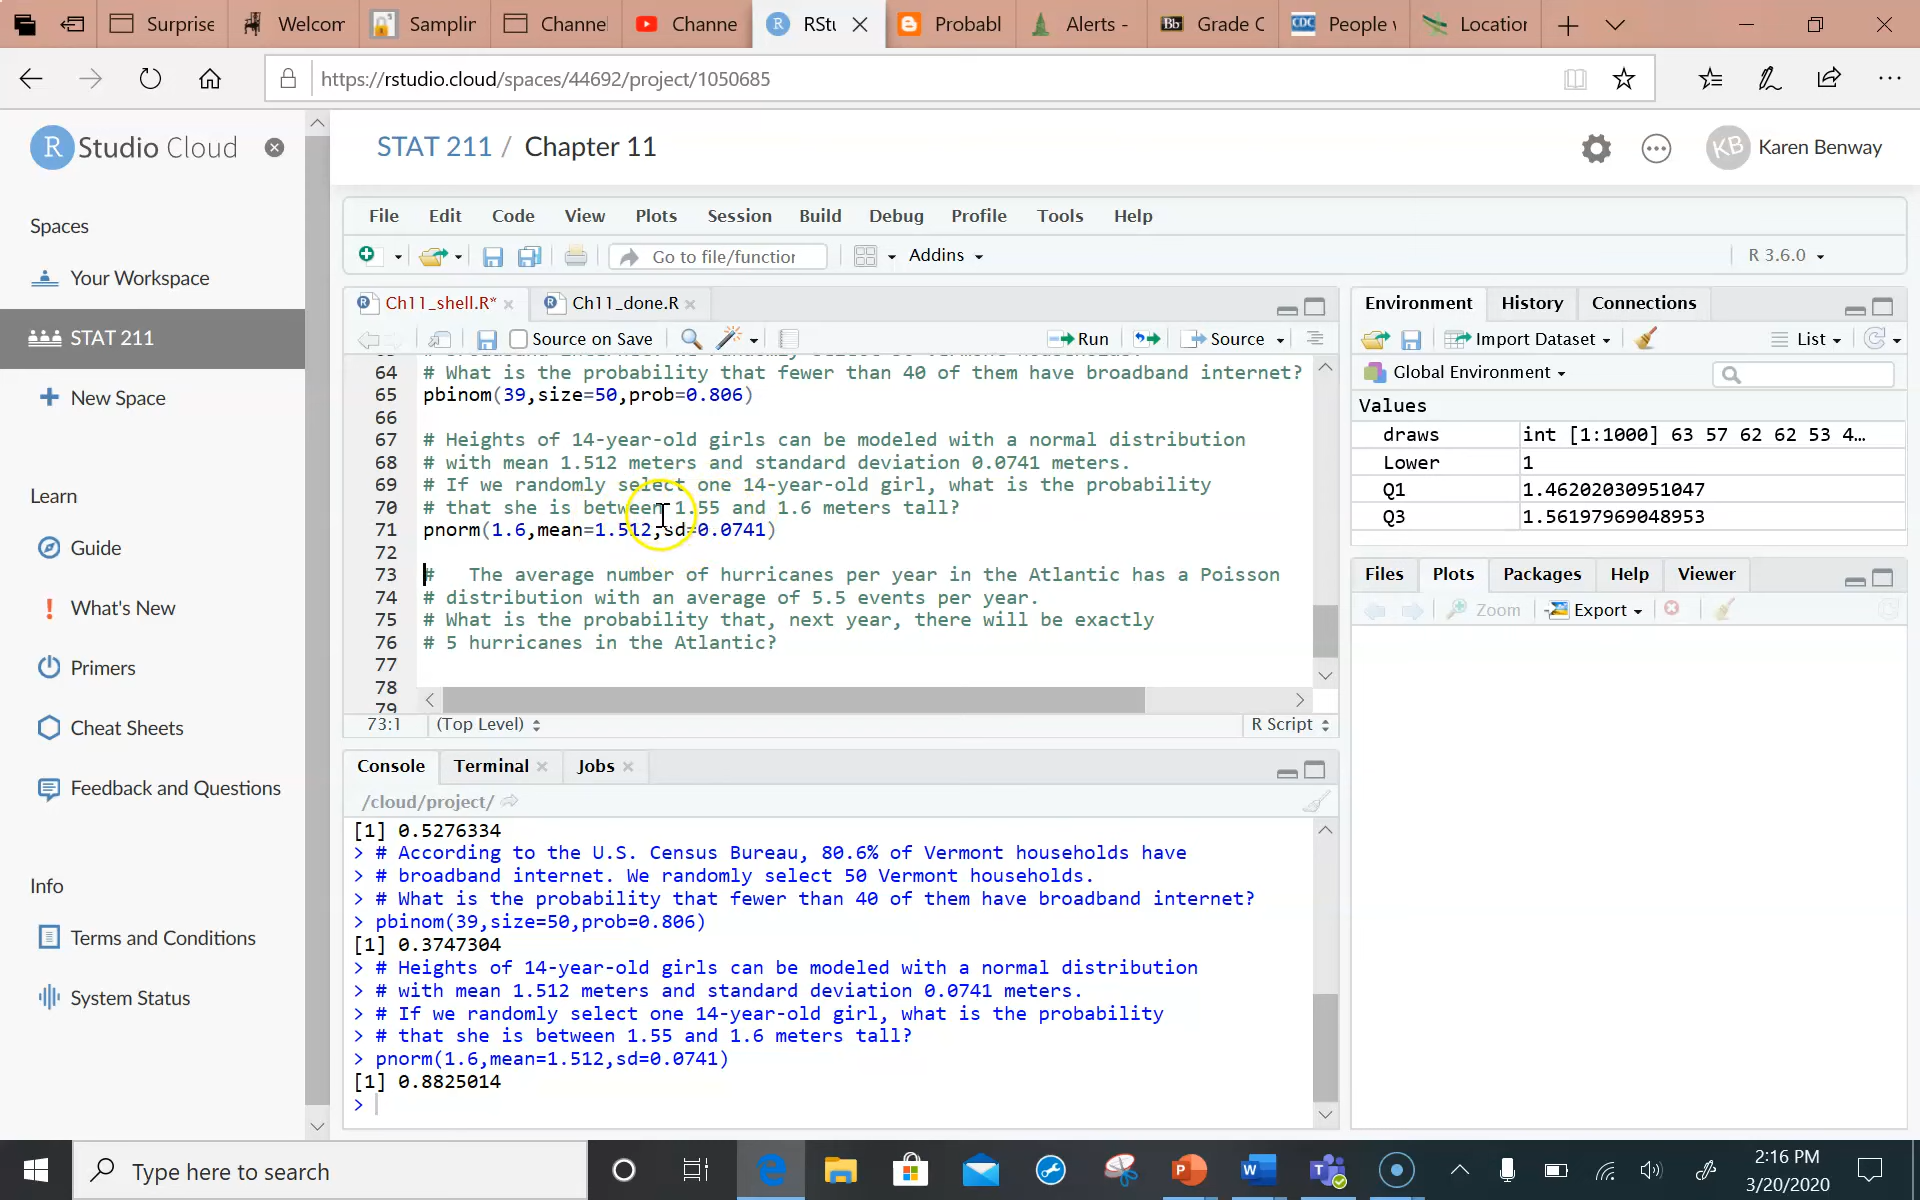 Surprise
Welcom
Samplin
Channe
Channe
RStu
Probabl
Alerts -
Bb Grade C
CDC People v
Location
https://rstudio.cloud/spaces/44692/project/1050685
R Studio Cloud
STAT 211 / Chapter 11
KB Karen Benway
Spaces
Your Workspace
STAT 211
New Space
Learn
Guide
What's New
Primers
Cheat Sheets
Feedback and Questions
Info
Terms and Conditions
System Status
File Edit Code View Plots Session Build Debug Profile Tools Help
Go to file/function Addins R 3.6.0
Ch11_shell.R* Ch11_done.R
Source on Save Run Source
64 # What is the probability that fewer than 40 of them have broadband internet?
65 pbinom(39,size=50,prob=0.806)
66
67 # Heights of 14-year-old girls can be modeled with a normal distribution
68 # with mean 1.512 meters and standard deviation 0.0741 meters.
69 # If we randomly select one 14-year-old girl, what is the probability
70 # that she is between 1.55 and 1.6 meters tall?
71 pnorm(1.6,mean=1.512,sd=0.0741)
72
73 #   The average number of hurricanes per year in the Atlantic has a Poisson
74 # distribution with an average of 5.5 events per year.
75 # What is the probability that, next year, there will be exactly
76 # 5 hurricanes in the Atlantic?
77
78
79
73:1 (Top Level) R Script
Console Terminal Jobs
/cloud/project/
[1] 0.5276334
> # According to the U.S. Census Bureau, 80.6% of Vermont households have
> # broadband internet. We randomly select 50 Vermont households.
> # What is the probability that fewer than 40 of them have broadband internet?
> pbinom(39,size=50,prob=0.806)
[1] 0.3747304
> # Heights of 14-year-old girls can be modeled with a normal distribution
> # with mean 1.512 meters and standard deviation 0.0741 meters.
> # If we randomly select one 14-year-old girl, what is the probability
> # that she is between 1.55 and 1.6 meters tall?
> pnorm(1.6,mean=1.512,sd=0.0741)
[1] 0.8825014
>
Environment History Connections
Import Dataset List
Global Environment
Values
draws int [1:1000] 63 57 62 62 53 4…
Lower 1
Q1 1.46202030951047
Q3 1.56197969048953
Files Plots Packages Help Viewer
Zoom Export
Type here to search
2:16 PM
3/20/2020